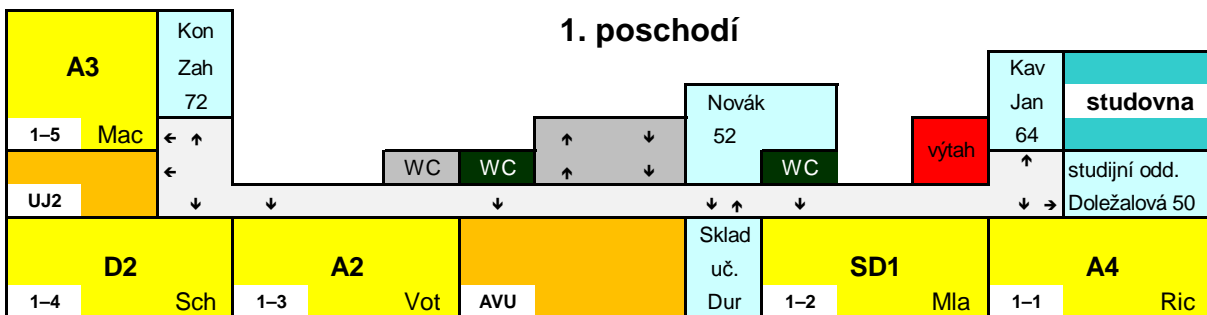 1. poschodí
A3
1–5 Mac
Kon
Zah
72
UJ2
WC
WC
Novák
52
WC
výtah
Kav
Jan
64
studovna
studijní odd.
Doležalová 50
D2
1–4 Sch
A2
1–3 Vot
AVU
Sklad
uč.
Dur
SD1
1–2 Mla
A4
1–1 Ric